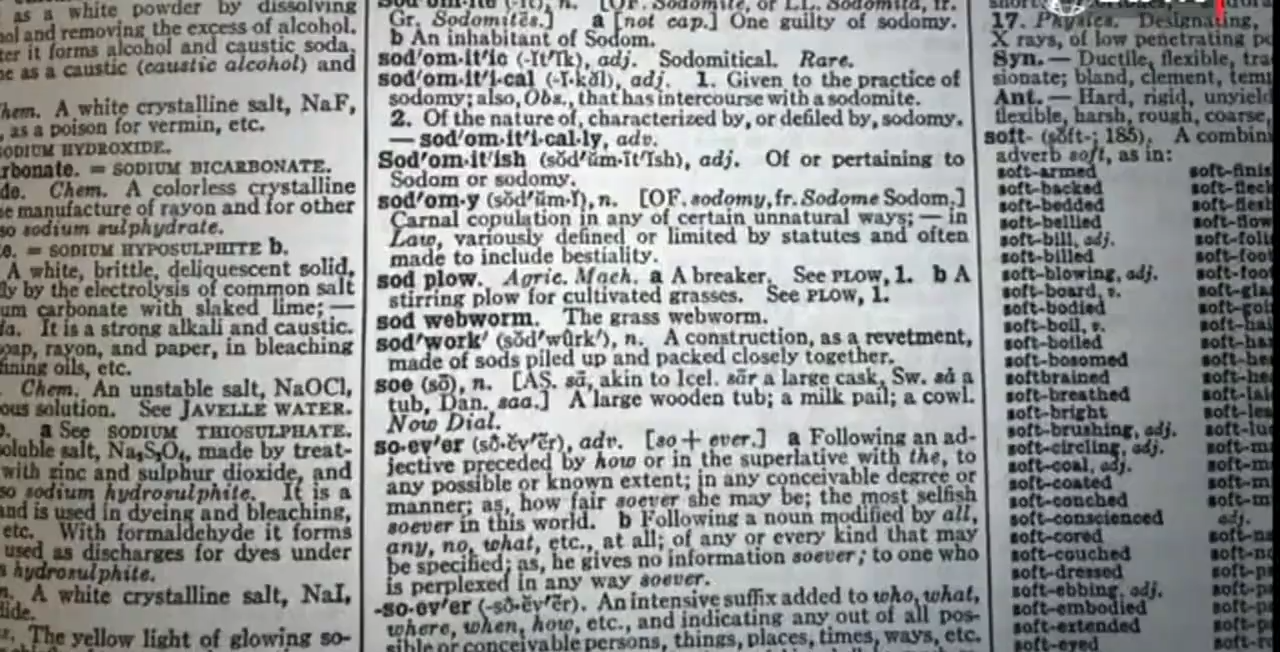 as a white powder by dissolving
and removing the excess of alcohol.
it forms alcohol and caustic soda,
as a caustic (caustic alcohol) and
hem. A white crystalline salt, NaF,
, as a poison for vermin, etc.
SODIUM HYDROXIDE.
rbonate. = SODIUM BICARBONATE.
de. Chem. A colorless crystalline
manufacture of rayon and for other
so sodium sulphydrate.
= SODIUM HYPOSULPHITE b.
A white, brittle, deliquescent solid,
ly by the electrolysis of common salt
um carbonate with slaked lime; —
It is a strong alkali and caustic.
oap, rayon, and paper, in bleaching
fining oils, etc.
Chem. An unstable salt, NaOCl,
ous solution. See JAVELLE WATER.
a See SODIUM THIOSULPHATE.
oluble salt, Na₂S₂O₄, made by treat-
with zinc and sulphur dioxide, and
so sodium hydrosulphite. It is a
and is used in dyeing and bleaching,
etc. With formaldehyde it forms
used as discharges for dyes under
hydrosulphite.
A white crystalline salt, NaI,
The yellow light of glowing so-
Gr. Sodomitēs.] a [not cap.] One guilty of sodomy.
b An inhabitant of Sodom.
sod′om·it′ic (-ĭt′ĭk), adj. Sodomitical. Rare.
sod′om·it′i·cal (-ĭ·kăl), adj. 1. Given to the practice of
sodomy; also, Obs., that has intercourse with a sodomite.
2. Of the nature of, characterized by, or defiled by, sodomy.
— sod′om·it′i·cal·ly, adv.
Sod′om·it′ish (sŏd′ŭm·īt′ĭsh), adj. Of or pertaining to
Sodom or sodomy.
sod′om·y (sŏd′ŭm·ĭ), n. [OF. sodomy, fr. Sodome Sodom.]
Carnal copulation in any of certain unnatural ways; — in
Law, variously defined or limited by statutes and often
made to include bestiality.
sod plow. Agric. Mach. a A breaker. See PLOW, 1. b A
stirring plow for cultivated grasses. See PLOW, 1.
sod webworm. The grass webworm.
sod′work′ (sŏd′wûrk′), n. A construction, as a revetment,
made of sods piled up and packed closely together.
soe (sō), n. [AS. sā, akin to Icel. sār a large cask, Sw. så a
tub, Dan. saa.] A large wooden tub; a milk pail; a cowl.
Now Dial.
so·ev′er (sō·ĕv′ẽr), adv. [so + ever.] a Following an ad-
jective preceded by how or in the superlative with the, to
any possible or known extent; in any conceivable degree or
manner; as, how fair soever she may be; the most selfish
soever in this world. b Following a noun modified by all,
any, no, what, etc., at all; of any or every kind that may
be specified; as, he gives no information soever; to one who
is perplexed in any way soever.
-so·ev′er (-sō·ĕv′ẽr). An intensive suffix added to who, what,
where, when, how, etc., and indicating any out of all pos-
sible or conceivable persons, things, places, times, ways, etc.
17. Physics. Designating,
X rays, of low penetrating
Syn. — Ductile, flexible,
sionate; bland, clement,
Ant. — Hard, rigid,
flexible, harsh, rough, coarse,
soft- (sŏft-; 185). A
adverb soft, as in:
soft-armed
soft-backed
soft-bedded
soft-bellied
soft-bill, adj.
soft-billed
soft-blowing, adj.
soft-board, v.
soft-bodied
soft-boil, v.
soft-boiled
soft-bosomed
softbrained
soft-breathed
soft-bright
soft-brushing, adj.
soft-circling, adj.
soft-coal, adj.
soft-coated
soft-conched
soft-conscienced
soft-cored
soft-couched
soft-dressed
soft-ebbing, adj.
soft-embodied
soft-extended
soft-eyed
adj.